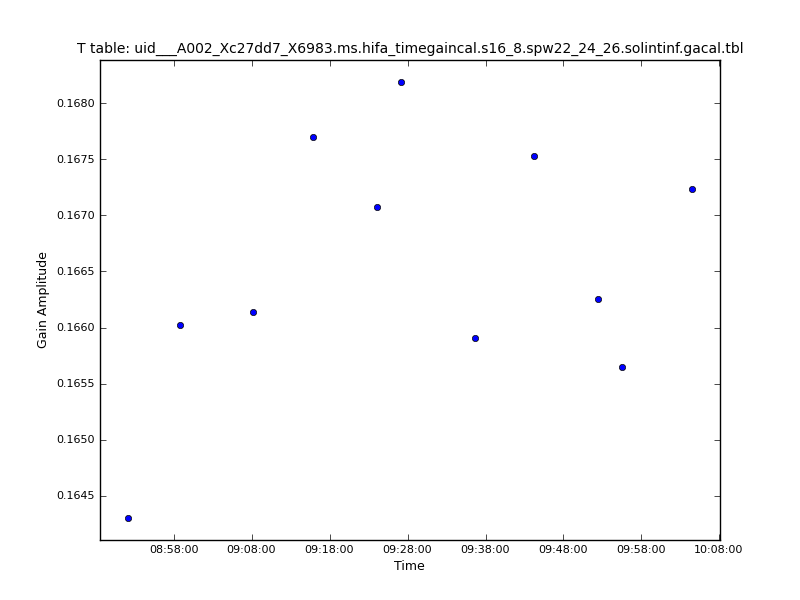 T table: uid___A002_Xc27dd7_X6983.ms.hifa_timegaincal.s16_8.spw22_24_26.solintinf.gacal.tbl
0.1680
0.1675
0.1670
0.1665
0.1660
0.1655
0.1650
0.1645
Gain Amplitude
08:58:00 09:08:00 09:18:00 09:28:00 09:38:00 09:48:00 09:58:00 10:08:00
Time